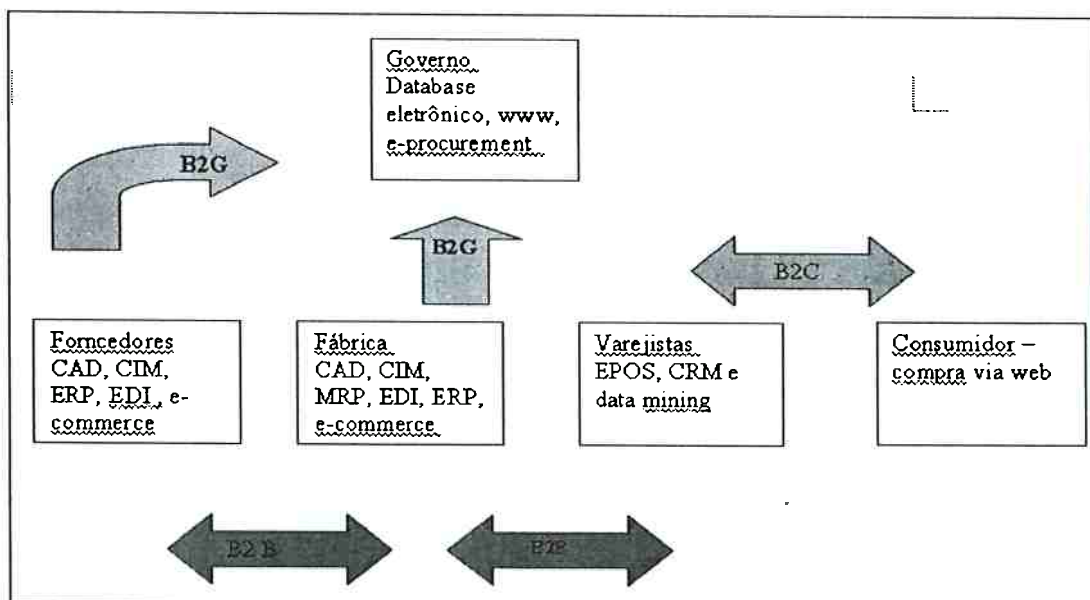 Governo
Database
eletrônico, www,
e-procurement
B2G
B2G
B2C
Forncedores
CAD, CIM,
ERP, EDI, e-
commerce
Fábrica
CAD, CIM,
MRP, EDI, ERP,
e-commerce
Varejistas
EPOS, CRM e
data mining
Consumidor –
compra via web
B2 B
B2B